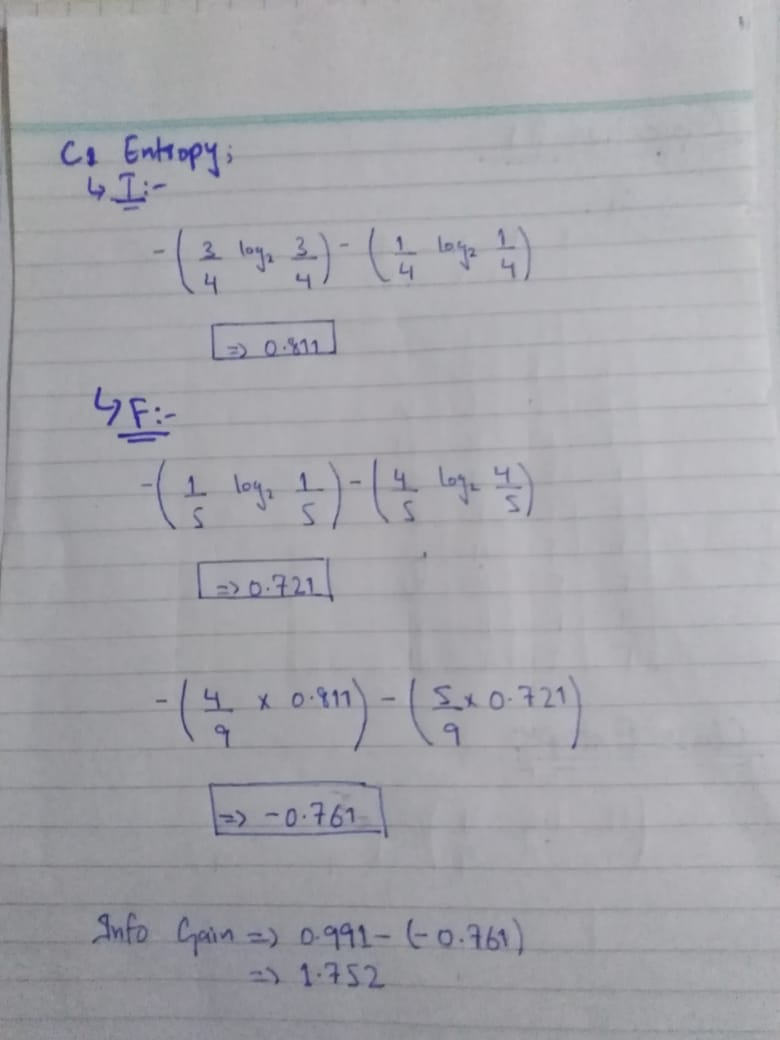 C1 Entropy;
↳ I:-
-(3/4 log₂ 3/4) - (1/4 log₂ 1/4)
=> 0.811
↳ F:-
-(1/5 log₂ 1/5) - (4/5 log₂ 4/5)
=> 0.721
-(4/9 x 0.811) - (5/9 x 0.721)
=> -0.761
Info Gain => 0.991 - (-0.761)
=> 1.752